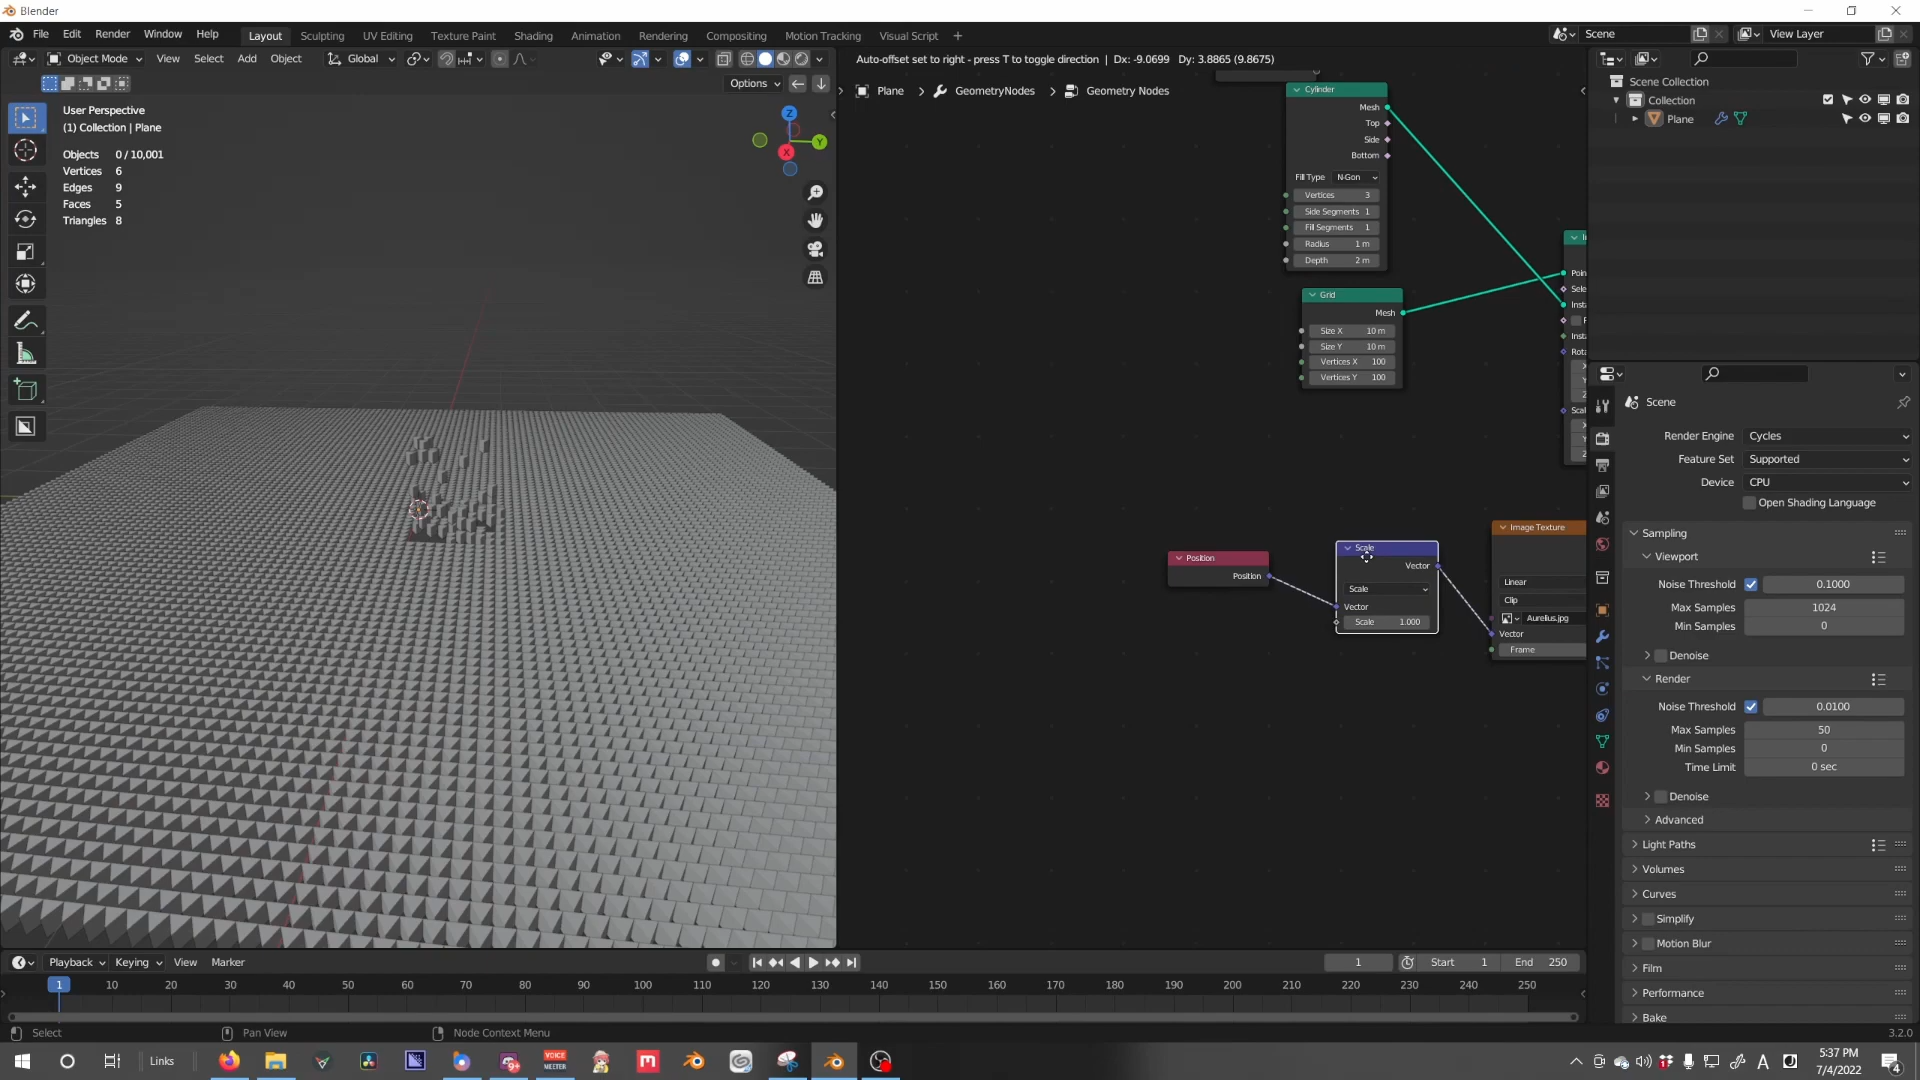 Blender
File Edit Render Window Help
Layout Sculpting UV Editing Texture Paint Shading Animation Rendering Compositing Motion Tracking Visual Script +
Scene
View Layer
Object Mode View Select Add Object Global
Options
Auto-offset set to right - press T to toggle direction | Dx: -9.0699 Dy: 3.8865 (9.8675)
Plane > GeometryNodes > Geometry Nodes
User Perspective
(1) Collection | Plane
Objects 0 / 10,001
Vertices 6
Edges 9
Faces 5
Triangles 8
Z
Y
X
Cylinder
Mesh
Top
Side
Bottom
Fill Type N-Gon
Vertices 3
Side Segments 1
Fill Segments 1
Radius 1 m
Depth 2 m
Grid
Mesh
Size X 10 m
Size Y 10 m
Vertices X 100
Vertices Y 100
Poin
Sele
Inst
Inst
Rota
Scal
Position
Position
Scale
Vector
Scale
Vector
Scale 1.000
Image Texture
Linear
Clip
Aurelius.jpg
Vector
Frame
Scene Collection
Collection
Plane
Scene
Render Engine Cycles
Feature Set Supported
Device CPU
Open Shading Language
Sampling
Viewport
Noise Threshold 0.1000
Max Samples 1024
Min Samples 0
Denoise
Render
Noise Threshold 0.0100
Max Samples 50
Min Samples 0
Time Limit 0 sec
Denoise
Advanced
Light Paths
Volumes
Curves
Simplify
Motion Blur
Film
Performance
Bake
Playback Keying View Marker
1 Start 1 End 250
1 10 20 30 40 50 60 70 80 90 100 110 120 130 140 150 160 170 180 190 200 210 220 230 240 250
Select Pan View Node Context Menu
3.2.0
Links
9+
VOICE
MEETER
A
5:37 PM
7/4/2022
4